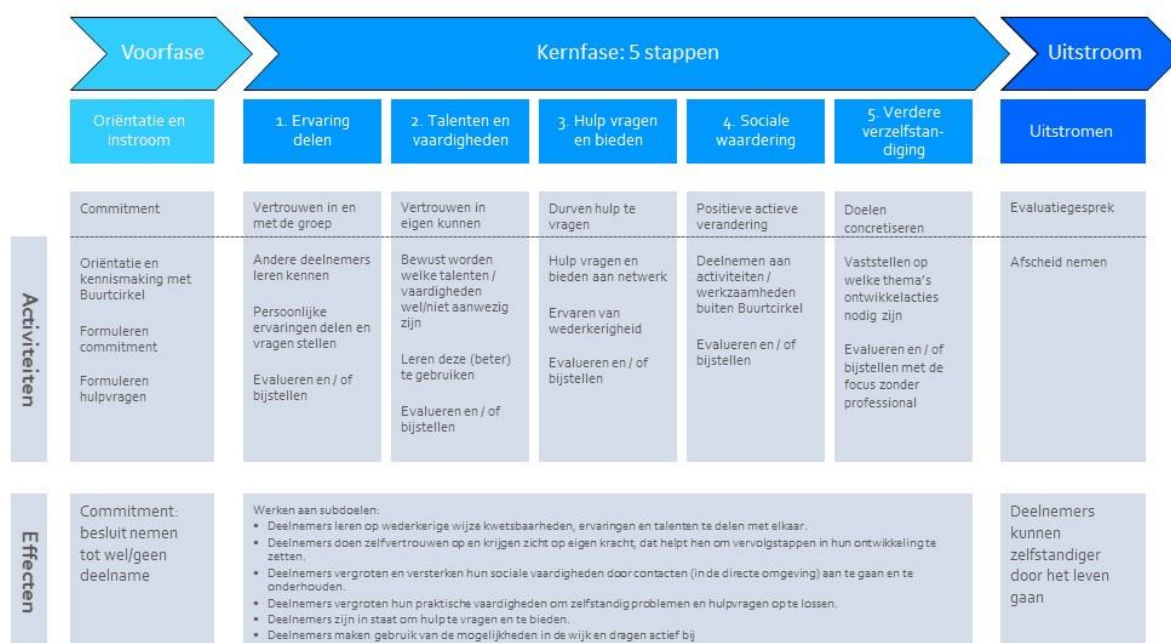 Voorfase
Kernfase: 5 stappen
Uitstroom
Oriëntatie en
instroom
1. Ervaring
delen
2. Talenten en
vaardigheden
3. Hulp vragen
en bieden
4. Sociale
waardering
5. Verdere
verzelfstan-
diging
Uitstromen
Activiteiten
Commitment
Oriëntatie en
kennismaking met
Buurtcirkel
Formuleren
commitment
Formuleren
hulpvragen
Vertrouwen in en
met de groep
Andere deelnemers
leren kennen
Persoonlijke
ervaringen delen en
vragen stellen
Evalueren en / of
bijstellen
Vertrouwen in
eigen kunnen
Bewust worden
welke talenten /
vaardigheden
wel/niet aanwezig
zijn
Leren deze (beter)
te gebruiken
Evalueren en / of
bijstellen
Durven hulp te
vragen
Hulp vragen en
bieden aan netwerk
Ervaren van
wederkerigheid
Evalueren en / of
bijstellen
Positieve actieve
verandering
Deelnemen aan
activiteiten /
werkzaamheden
buiten Buurtcirkel
Evalueren en / of
bijstellen
Doelen
concretiseren
Vaststellen op
welke thema's
ontwikkelacties
nodig zijn
Evalueren en / of
bijstellen met de
focus zonder
professional
Evaluatiegesprek
Afscheid nemen
Effecten
Commitment:
besluit nemen
tot wel/geen
deelname
Werken aan subdoelen:
• Deelnemers leren op wederkerige wijze kwetsbaarheden, ervaringen en talenten te delen met elkaar.
• Deelnemers doen zelfvertrouwen op en krijgen zicht op eigen kracht, dat helpt hen om vervolgstappen in hun ontwikkeling te
zetten.
• Deelnemers vergroten en versterken hun sociale vaardigheden door contacten (in de directe omgeving) aan te gaan en te
onderhouden.
• Deelnemers vergroten hun praktische vaardigheden om zelfstandig problemen en hulpvragen op te lossen.
• Deelnemers zijn in staat om hulp te vragen en te bieden.
• Deelnemers maken gebruik van de mogelijkheden in de wijk en dragen actief bij
Deelnemers
kunnen
zelfstandiger
door het leven
gaan